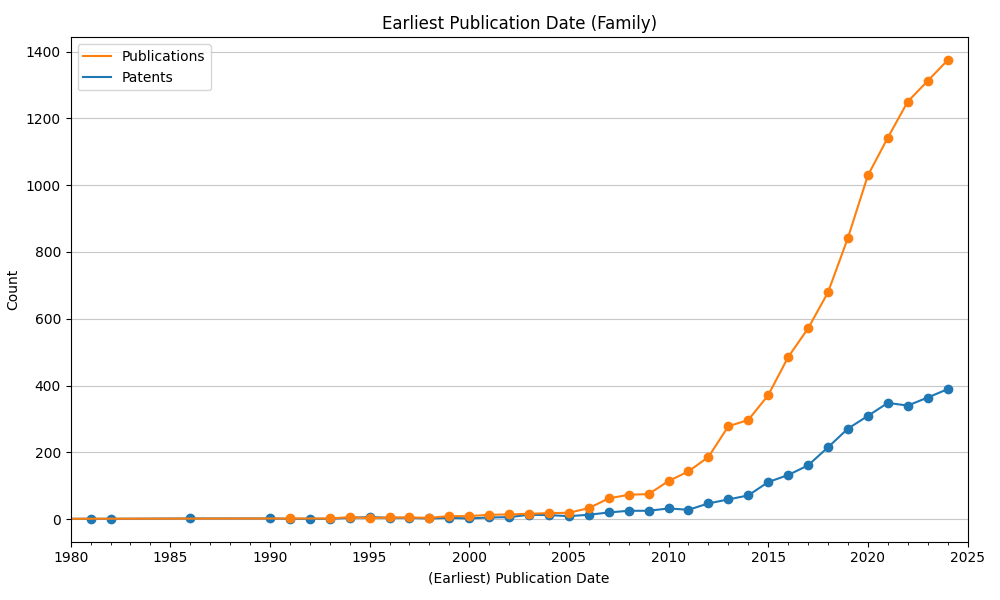 Earliest Publication Date (Family)
Publications
Patents
1400
1200
1000
800
600
400
200
0
Count
1980 1985 1990 1995 2000 2005 2010 2015 2020 2025
(Earliest) Publication Date